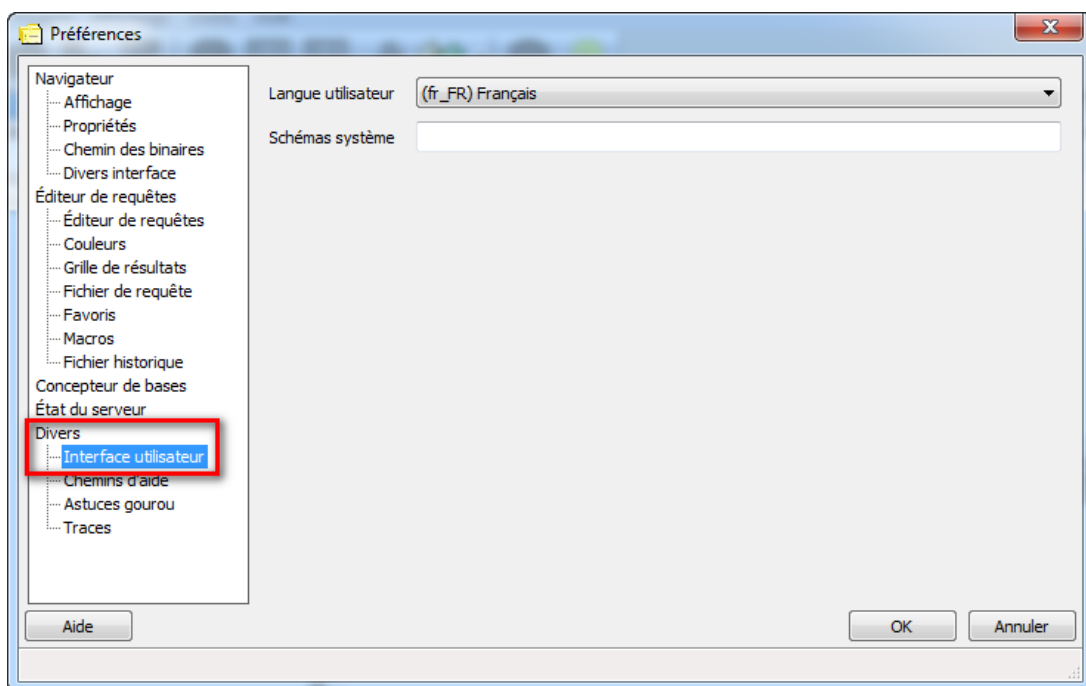 Préférences
Navigateur
Affichage
Propriétés
Chemin des binaires
Divers interface
Éditeur de requêtes
Éditeur de requêtes
Couleurs
Grille de résultats
Fichier de requête
Favoris
Macros
Fichier historique
Concepteur de bases
État du serveur
Divers
Interface utilisateur
Chemins d'aide
Astuces gourou
Traces
Langue utilisateur (fr_FR) Français
Schémas système
Aide OK Annuler